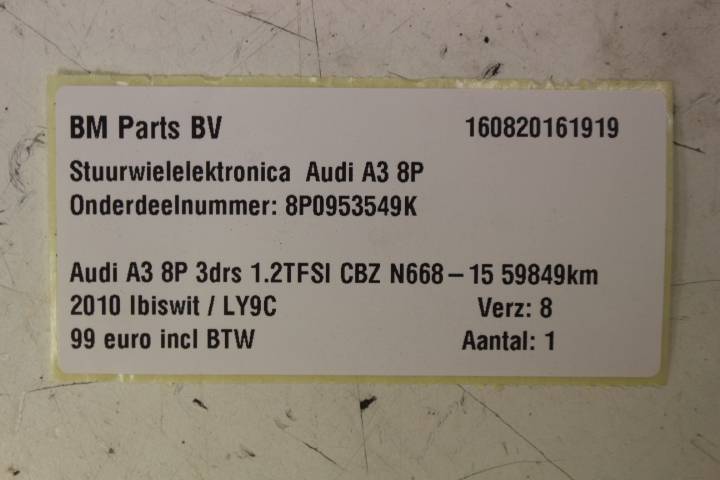 BM Parts BV 160820161919
Stuurwielelektronica Audi A3 8P
Onderdeelnummer: 8P0953549K
Audi A3 8P 3drs 1.2TFSI CBZ N668-15 59849km
2010 Ibiswit / LY9C Verz: 8
99 euro incl BTW Aantal: 1